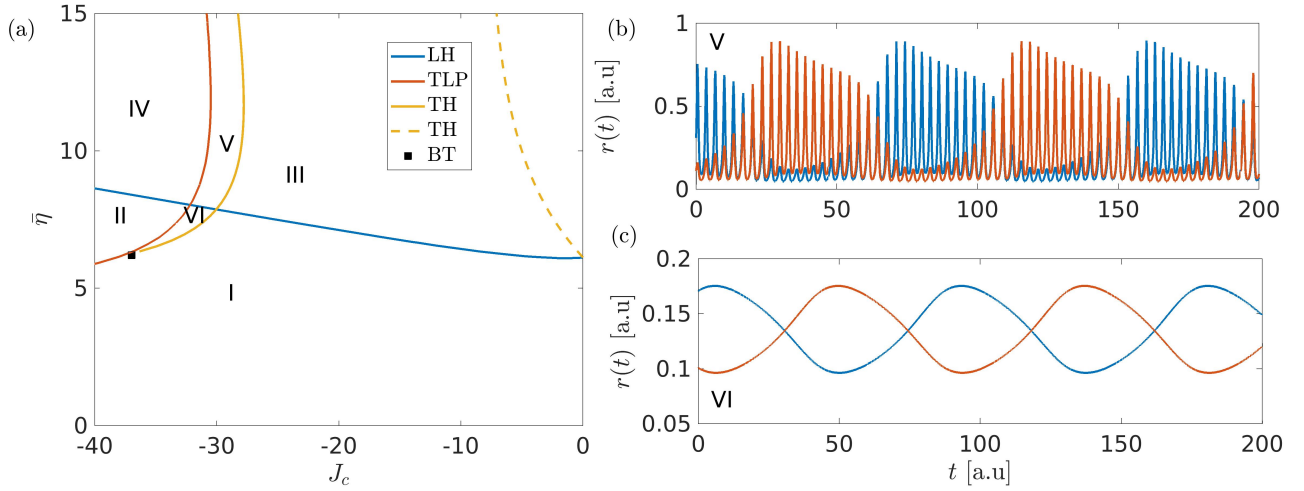 (a)
15
10
5
0
η̄
-40
-30
-20
-10
0
J_c
LH
TLP
TH
TH
BT
IV
V
III
II
VI
I
(b)
V
1
0.5
0
r(t) [a.u]
0
50
100
150
200
(c)
0.2
0.15
0.1
0.05
r(t) [a.u]
VI
0
50
100
150
200
t [a.u]